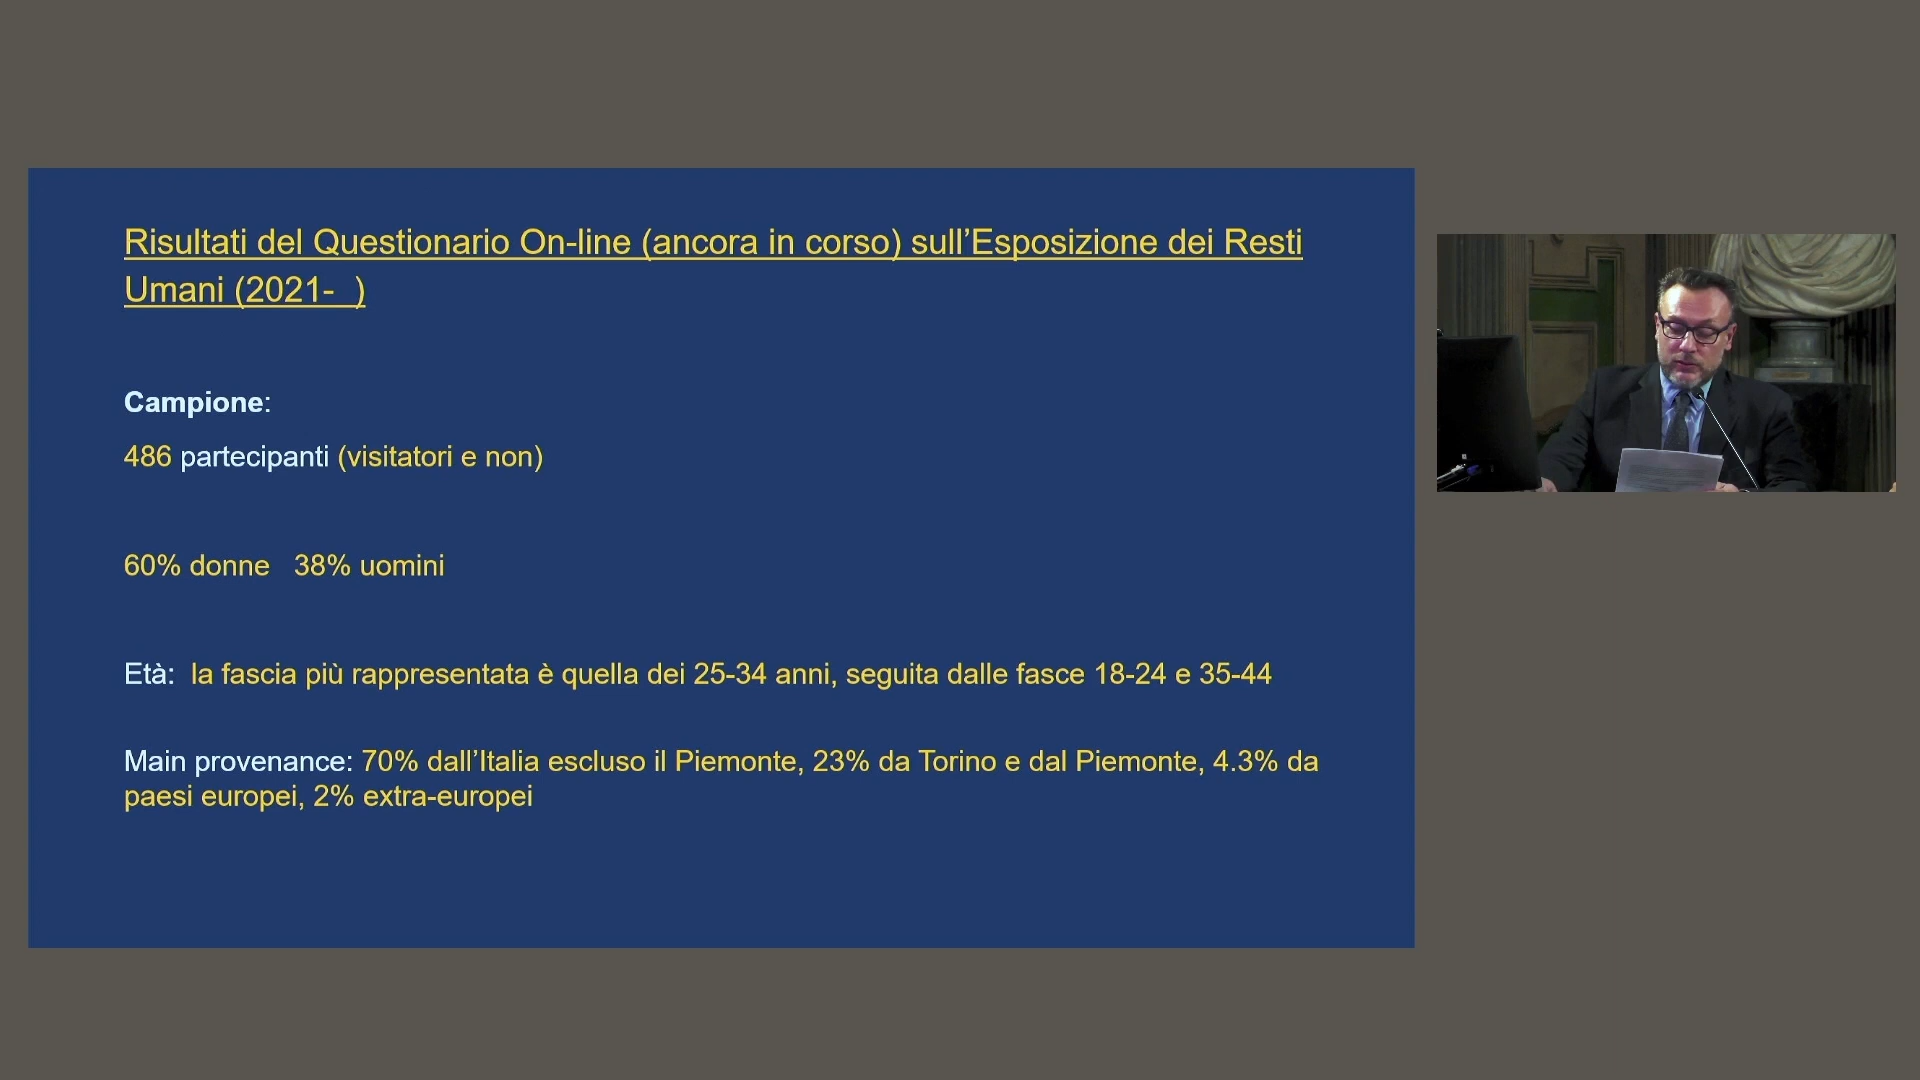 Risultati del Questionario On-line (ancora in corso) sull’Esposizione dei Resti
Umani (2021-  )
Campione:
486 partecipanti (visitatori e non)
60% donne   38% uomini
Età:  la fascia più rappresentata è quella dei 25-34 anni, seguita dalle fasce 18-24 e 35-44
Main provenance: 70% dall’Italia escluso il Piemonte, 23% da Torino e dal Piemonte, 4.3% da
paesi europei, 2% extra-europei